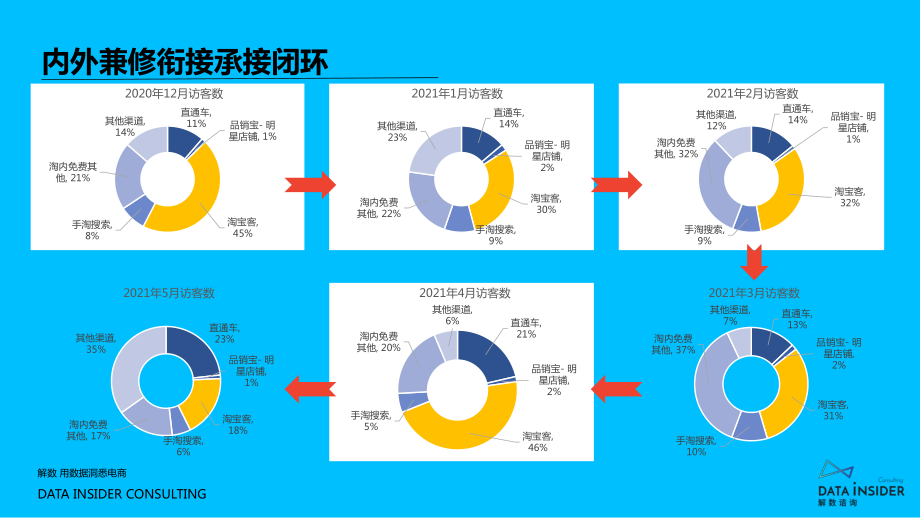 内外兼修衔接承接闭环
2020年12月访客数
直通车,
11%
品销宝- 明
星店铺, 1%
淘宝客,
45%
手淘搜索,
8%
淘内免费其
他, 21%
其他渠道,
14%
2021年1月访客数
直通车,
14%
品销宝- 明
星店铺,
2%
淘宝客,
30%
手淘搜索,
9%
淘内免费
其他, 22%
其他渠道,
23%
2021年2月访客数
直通车,
14%
品销宝- 明
星店铺,
1%
淘宝客,
32%
手淘搜索,
9%
淘内免费
其他, 32%
其他渠道,
12%
2021年3月访客数
直通车,
13%
品销宝- 明
星店铺,
2%
淘宝客,
31%
手淘搜索,
10%
淘内免费
其他, 37%
其他渠道,
7%
2021年4月访客数
直通车,
21%
品销宝- 明
星店铺,
2%
淘宝客,
46%
手淘搜索,
5%
淘内免费
其他, 20%
其他渠道,
6%
2021年5月访客数
直通车,
23%
品销宝- 明
星店铺,
1%
淘宝客,
18%
手淘搜索,
6%
淘内免费
其他, 17%
其他渠道,
35%
解数 用数据洞悉电商
DATA INSIDER CONSULTING
Consulting
DATA iNSIDER
解数谘询